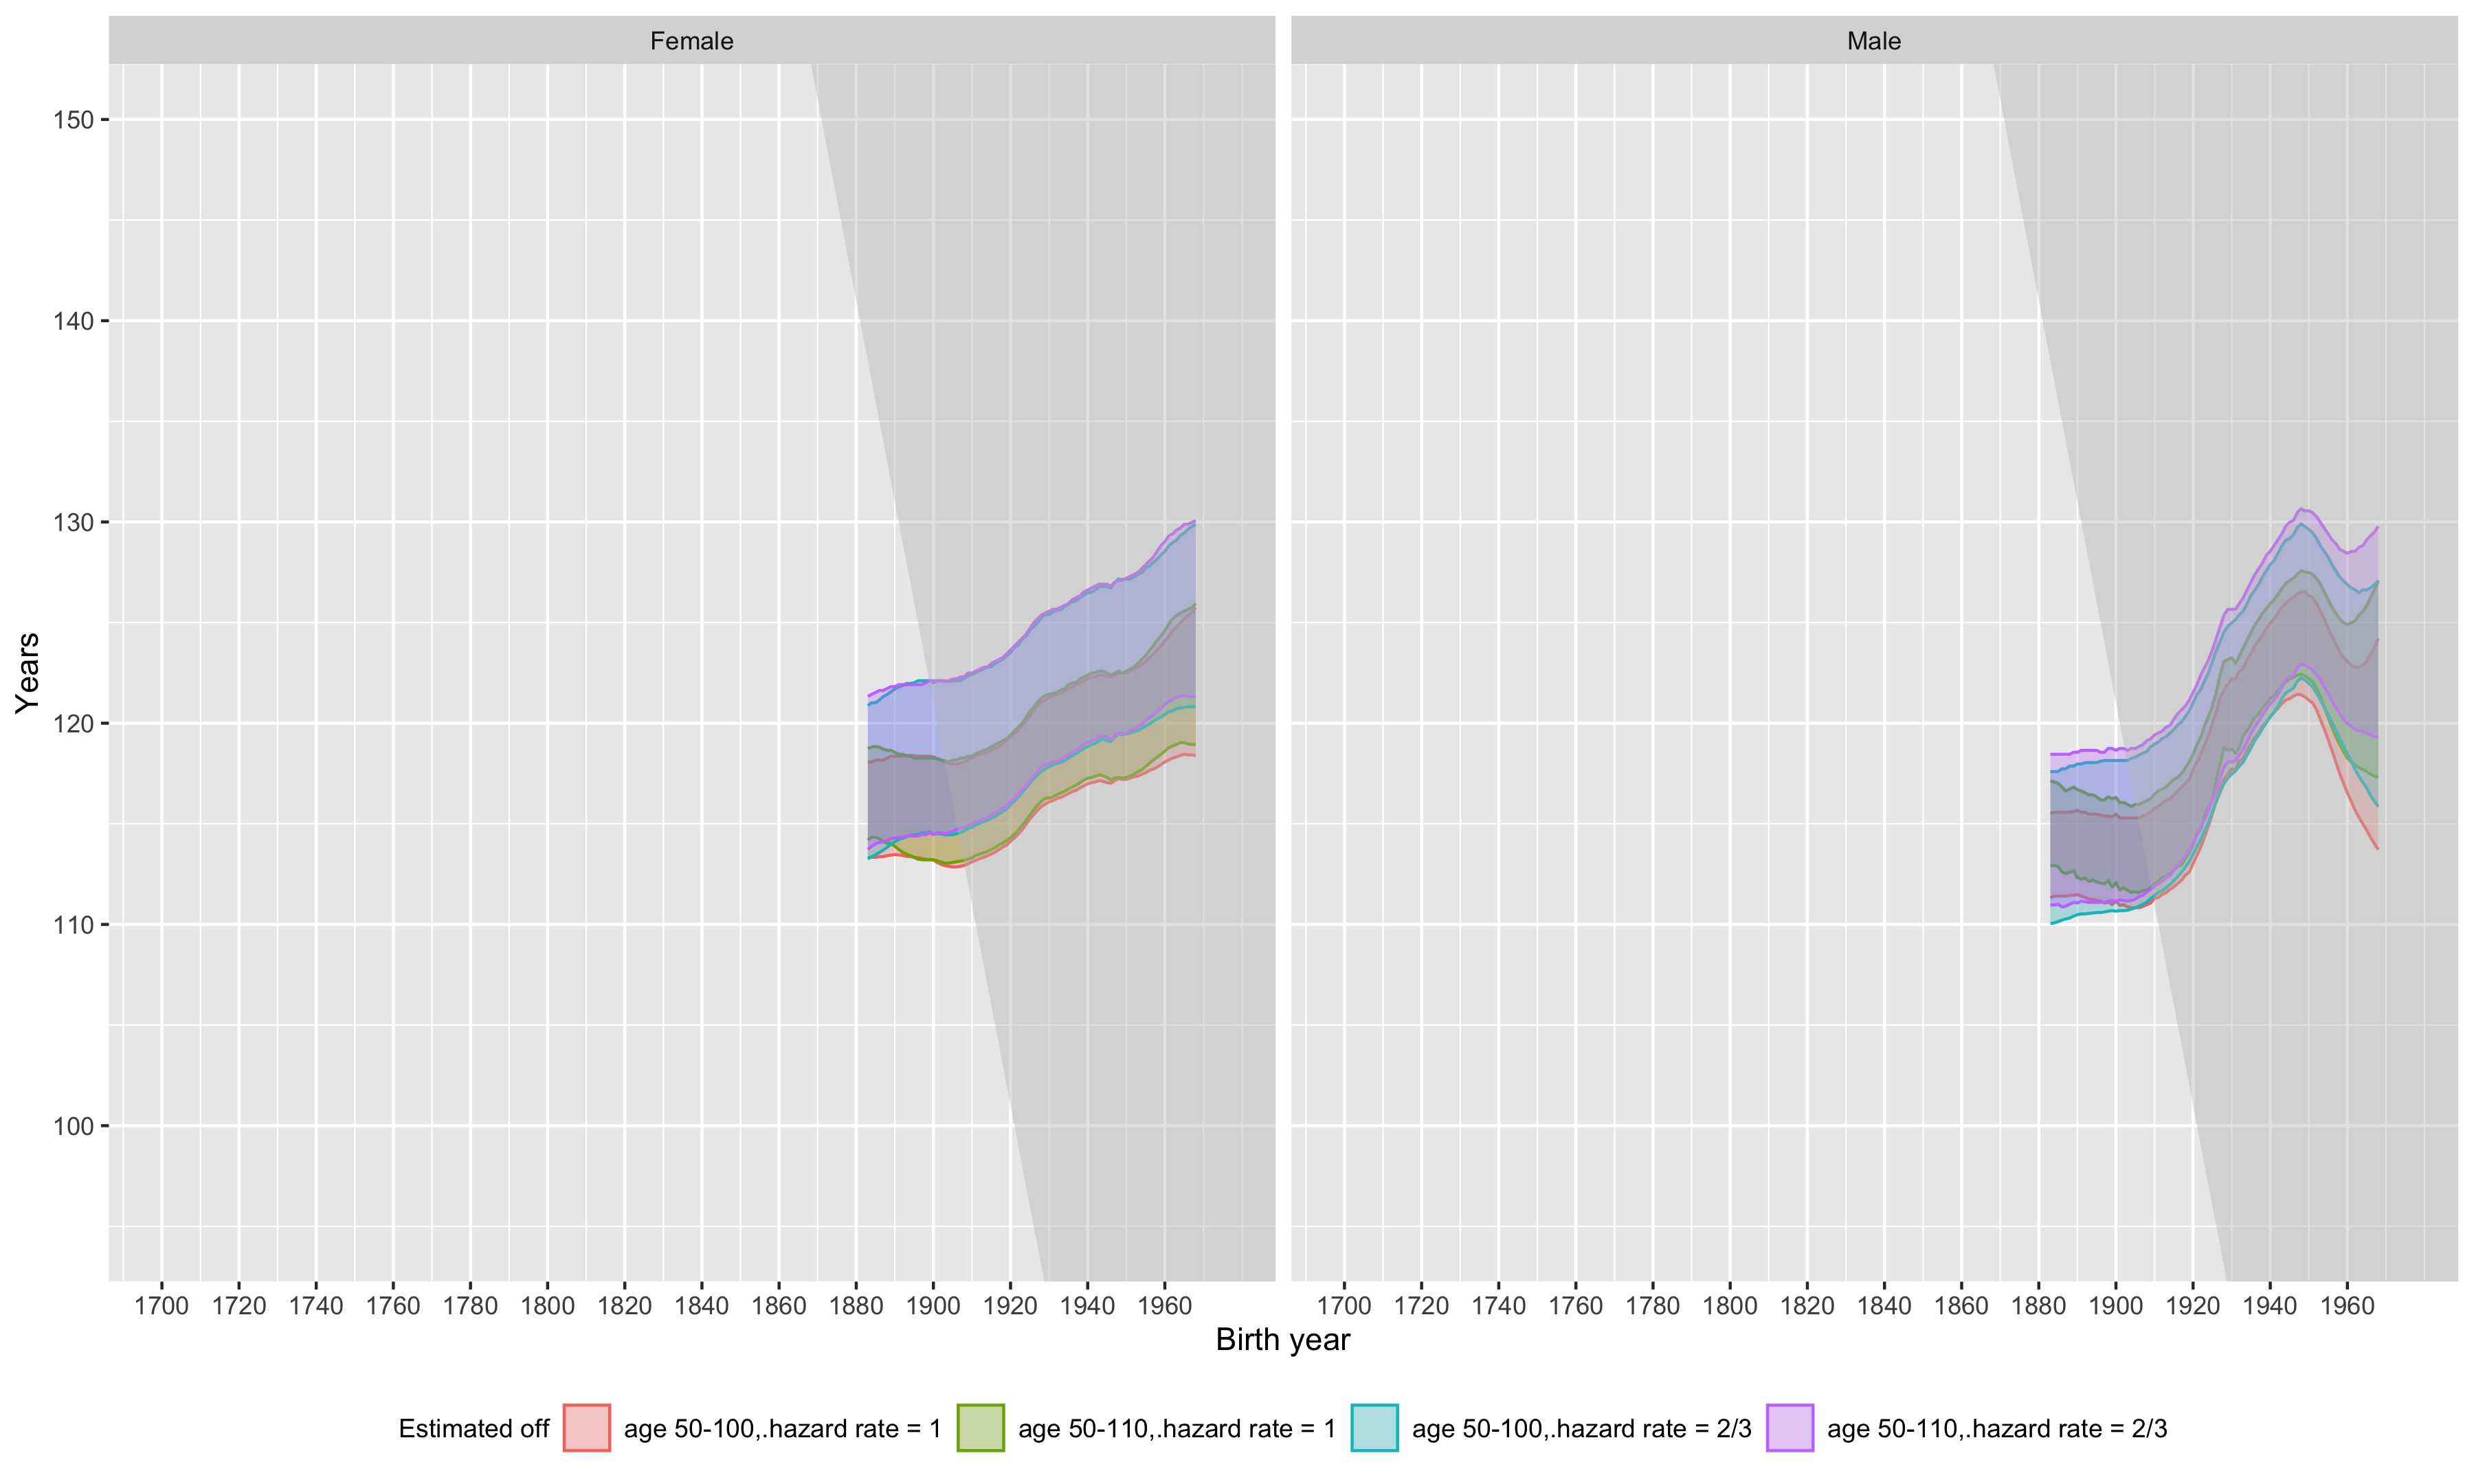 Female Male
150
140
130
120
110
100
Years
1700 1720 1740 1760 1780 1800 1820 1840 1860 1880 1900 1920 1940 1960 1700 1720 1740 1760 1780 1800 1820 1840 1860 1880 1900 1920 1940 1960
Birth year
Estimated off age 50-100,.hazard rate = 1 age 50-110,.hazard rate = 1 age 50-100,.hazard rate = 2/3 age 50-110,.hazard rate = 2/3